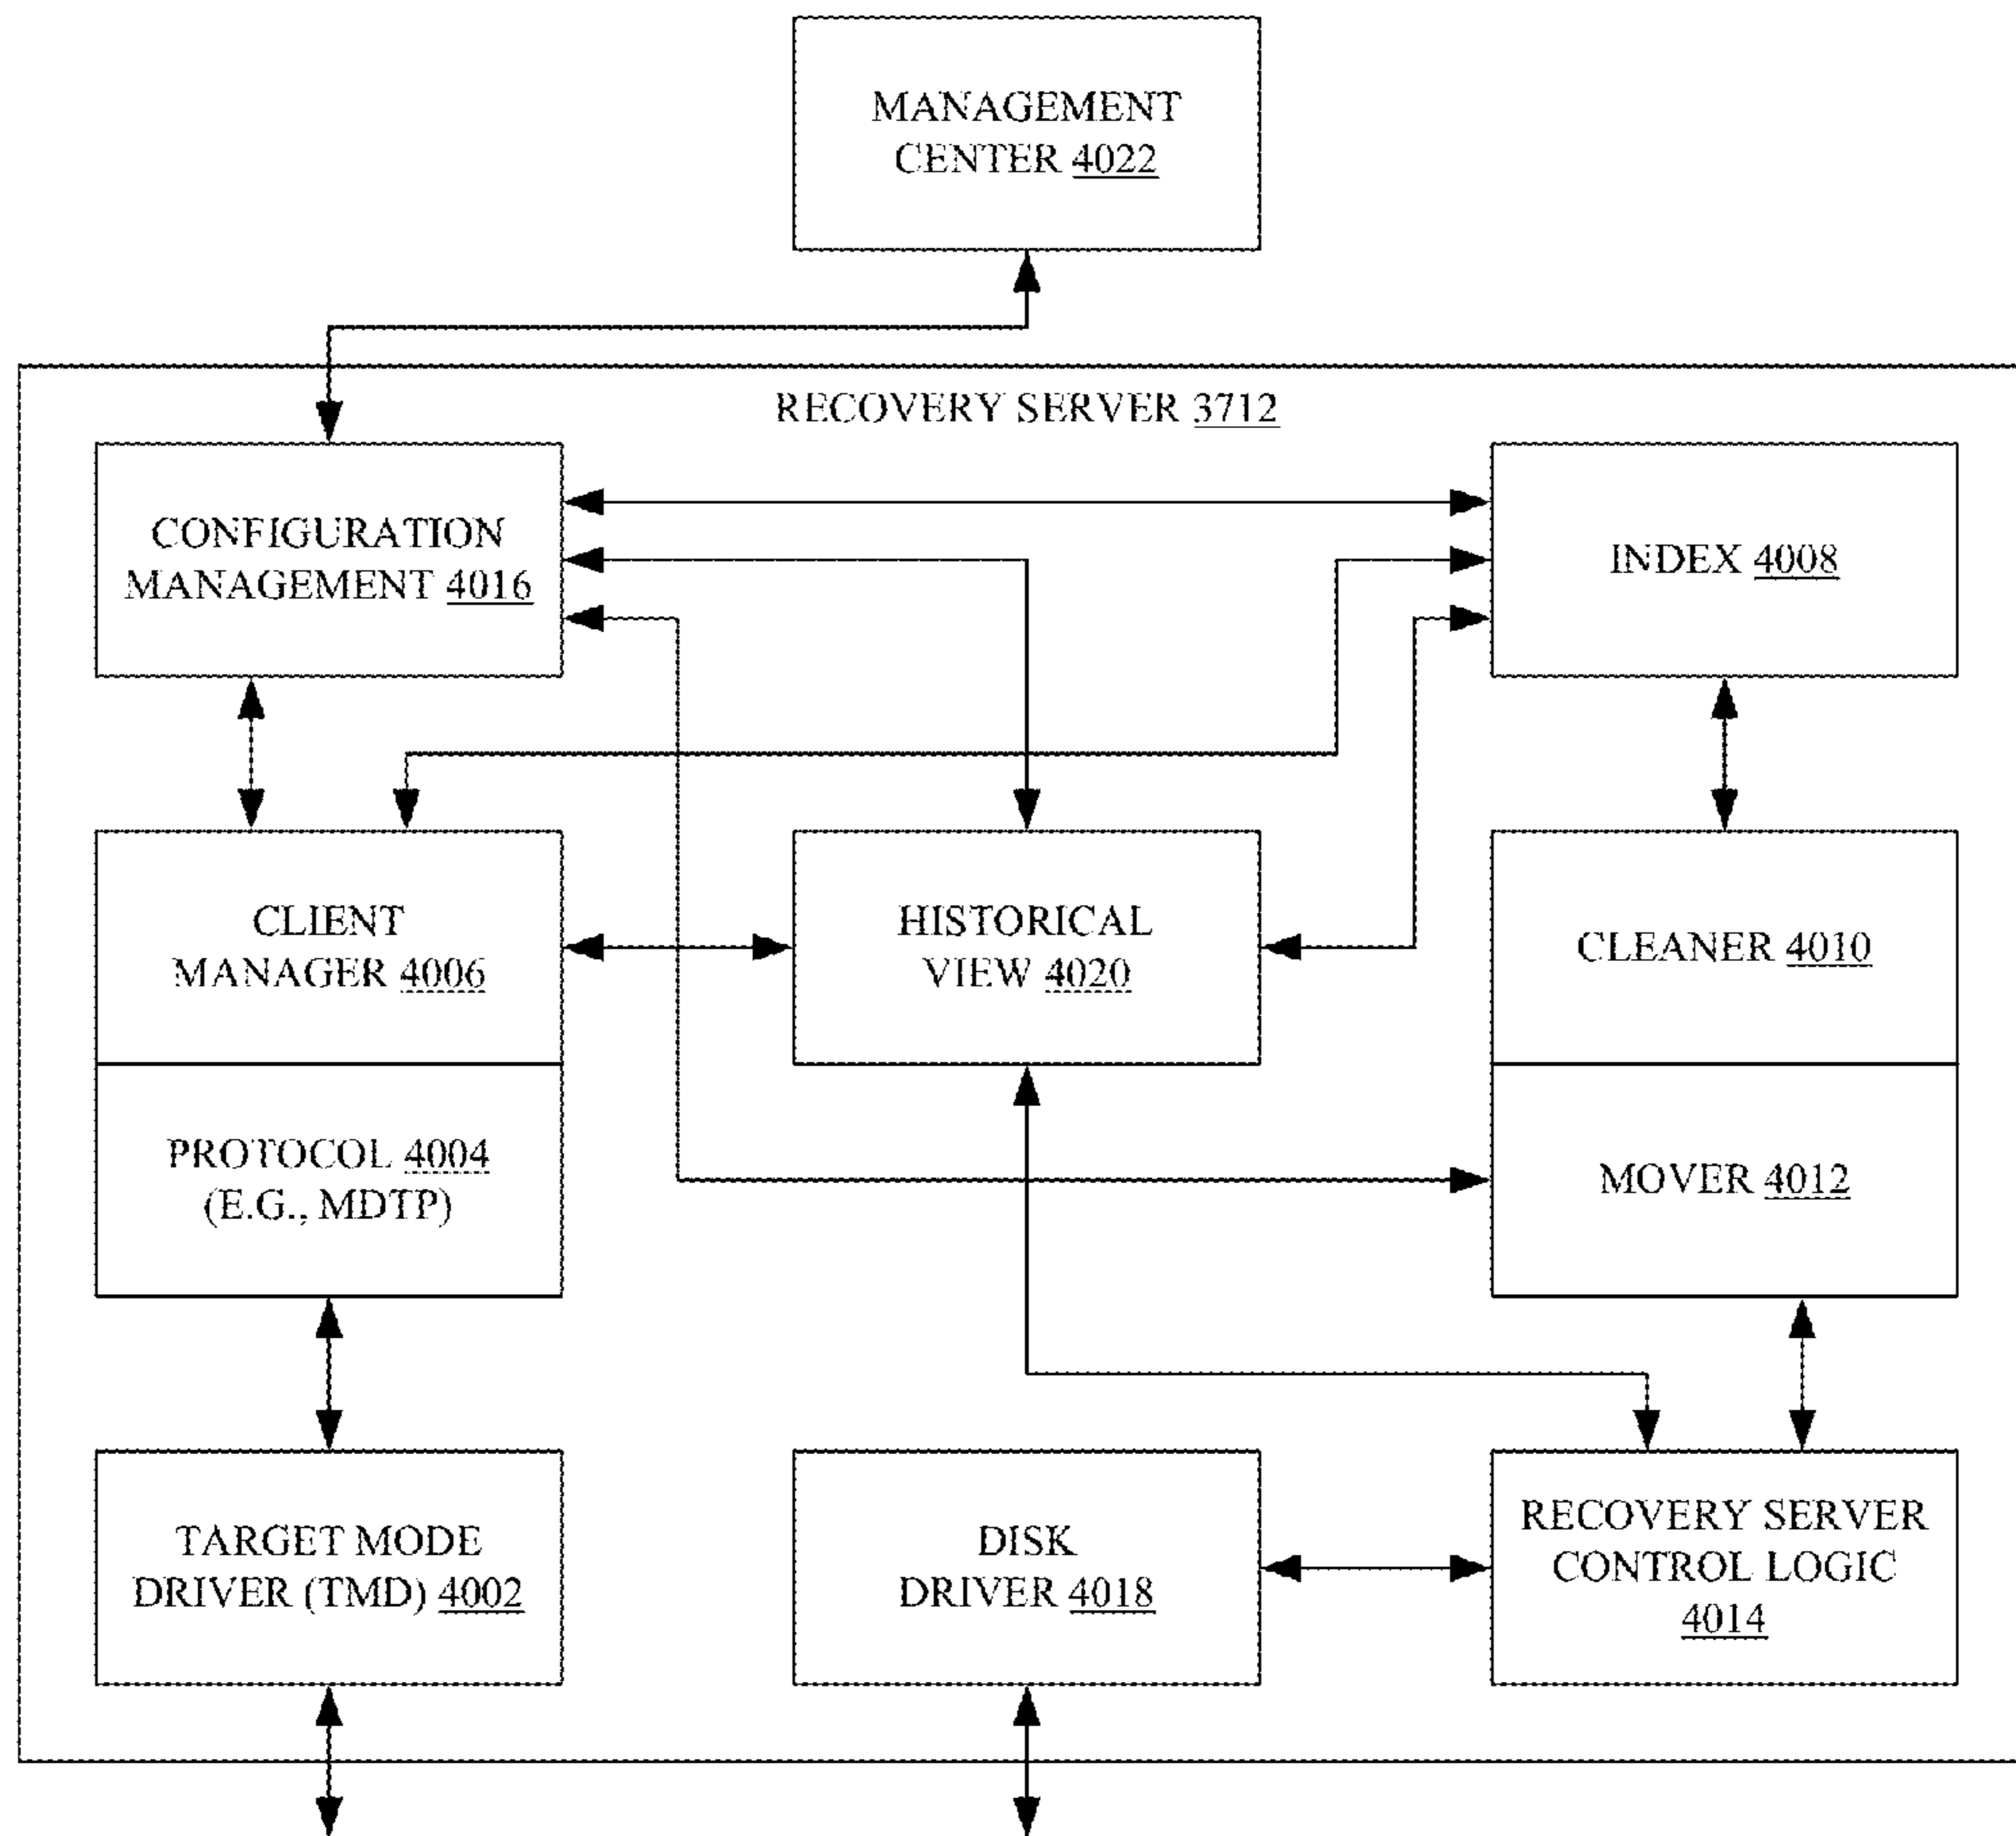 MANAGEMENT
CENTER 4022
RECOVERY SERVER 3712
CONFIGURATION
MANAGEMENT 4016
INDEX 4008
CLIENT
MANAGER 4006
HISTORICAL
VIEW 4020
CLEANER 4010
PROTOCOL 4004
(E.G., MDTP)
MOVER 4012
TARGET MODE
DRIVER (TMD) 4002
DISK
DRIVER 4018
RECOVERY SERVER
CONTROL LOGIC
4014